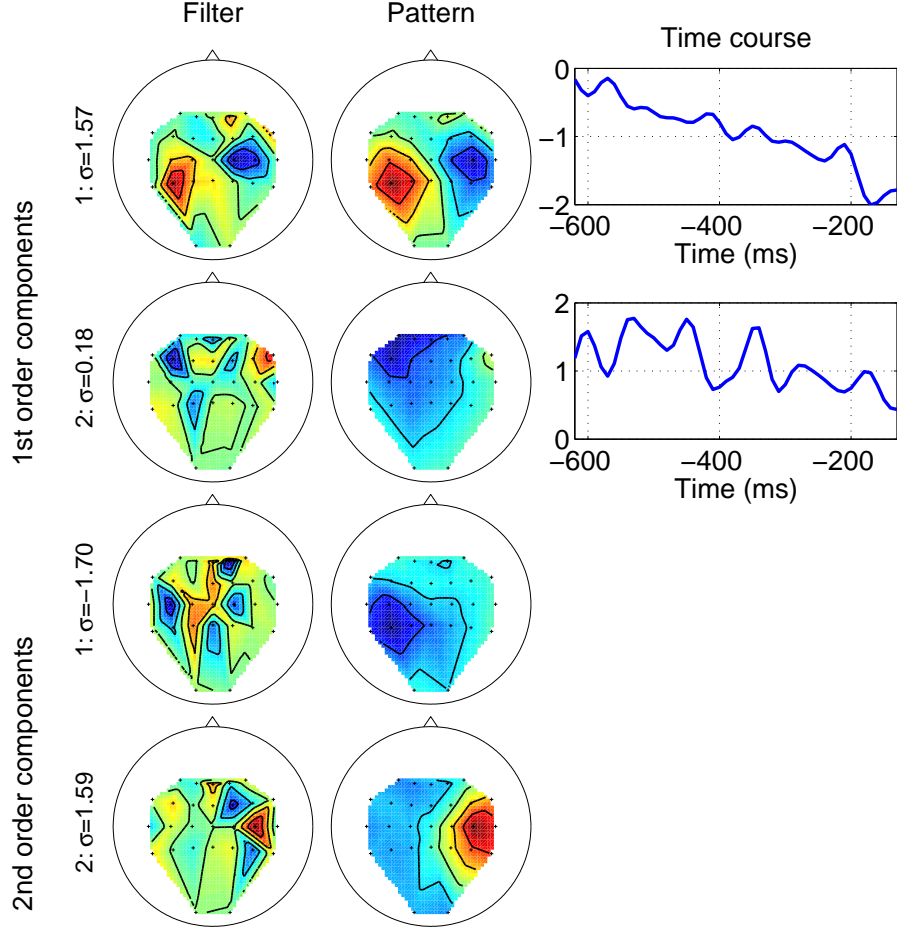 Filter
Pattern
Time course
1st order components
1: σ=1.57
0
−1
−2
−600
−400
−200
Time (ms)
2: σ=0.18
2
1
0
−600
−400
−200
Time (ms)
2nd order components
1: σ=−1.70
2: σ=1.59